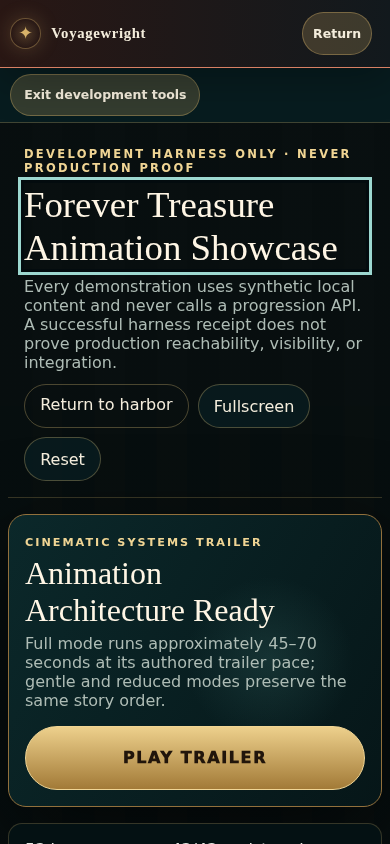 Voyagewright
Return
Exit development tools
DEVELOPMENT HARNESS ONLY · NEVER
PRODUCTION PROOF
Forever Treasure
Animation Showcase
Every demonstration uses synthetic local
content and never calls a progression API.
A successful harness receipt does not
prove production reachability, visibility, or
integration.
Return to harbor
Fullscreen
Reset
CINEMATIC SYSTEMS TRAILER
Animation
Architecture Ready
Full mode runs approximately 45–70
seconds at its authored trailer pace;
gentle and reduced modes preserve the
same story order.
PLAY TRAILER